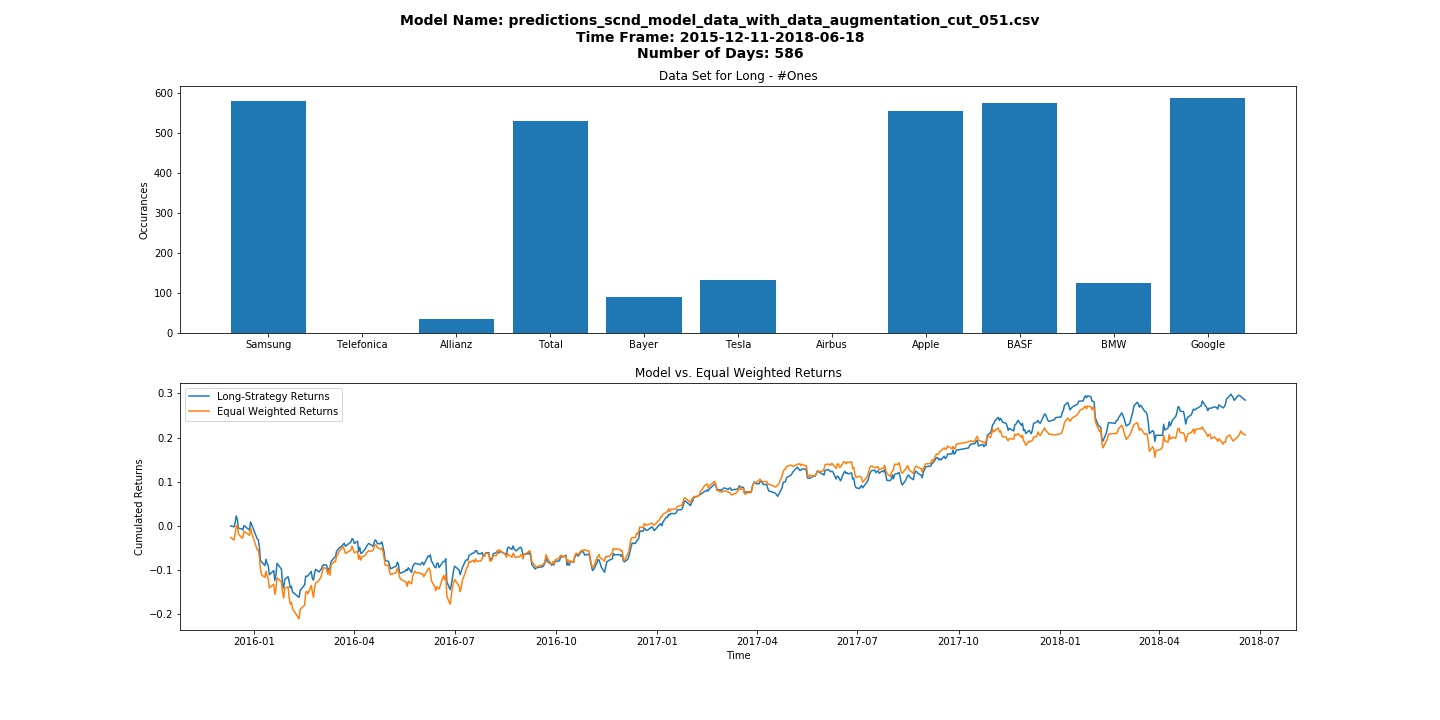 Model Name: predictions_scnd_model_data_with_data_augmentation_cut_051.csv
Time Frame: 2015-12-11-2018-06-18
Number of Days: 586
Data Set for Long - #Ones
600
500
400
300
200
100
0
Occurances
Samsung Telefonica Allianz Total Bayer Tesla Airbus Apple BASF BMW Google
Model vs. Equal Weighted Returns
Long-Strategy Returns
Equal Weighted Returns
0.3
0.2
0.1
0.0
−0.1
−0.2
Cumulated Returns
2016-01 2016-04 2016-07 2016-10 2017-01 2017-04 2017-07 2017-10 2018-01 2018-04 2018-07
Time